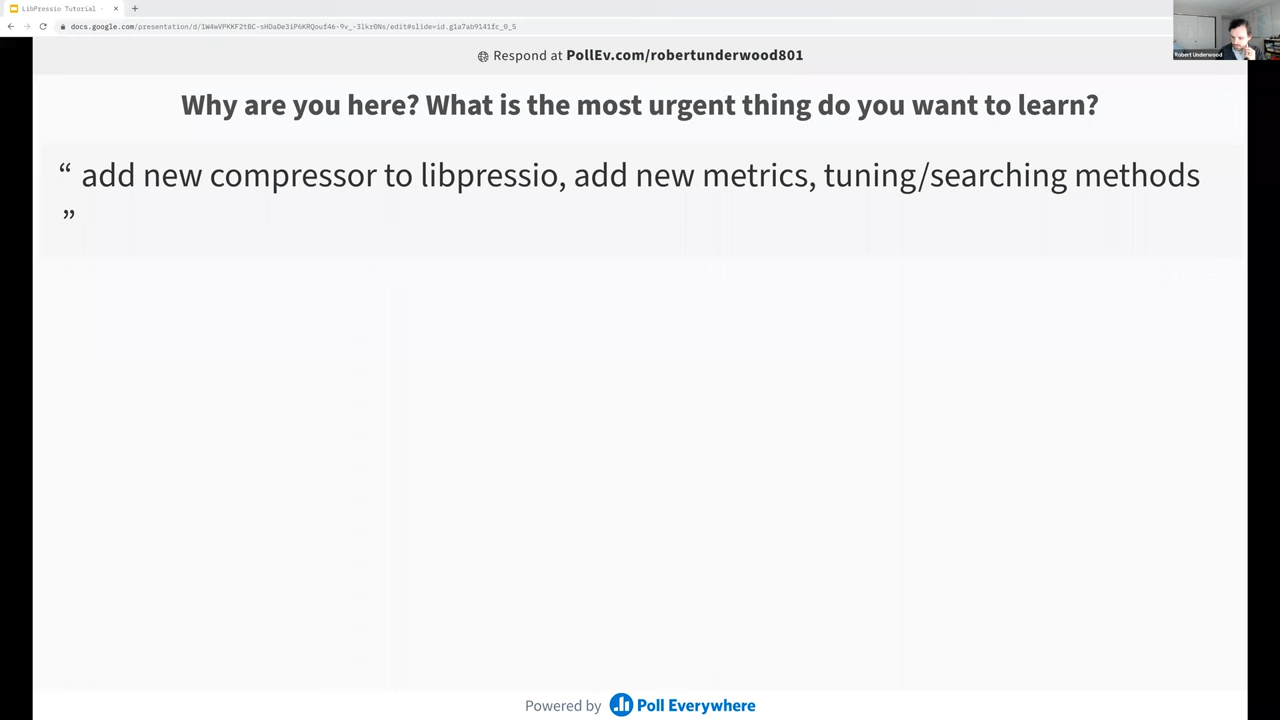 LibPressio Tutorial -
docs.google.com/presentation/d/1W4wVPKKF2tBC-sHOaDe3iP6KRQouf46-9v_-3lkr0Ns/edit#slide=id.g1a7ab9141fc_0_5
Robert Underwood
Respond at PollEv.com/robertunderwood801
Why are you here? What is the most urgent thing do you want to learn?
“ add new compressor to libpressio, add new metrics, tuning/searching methods
”
Powered by Poll Everywhere